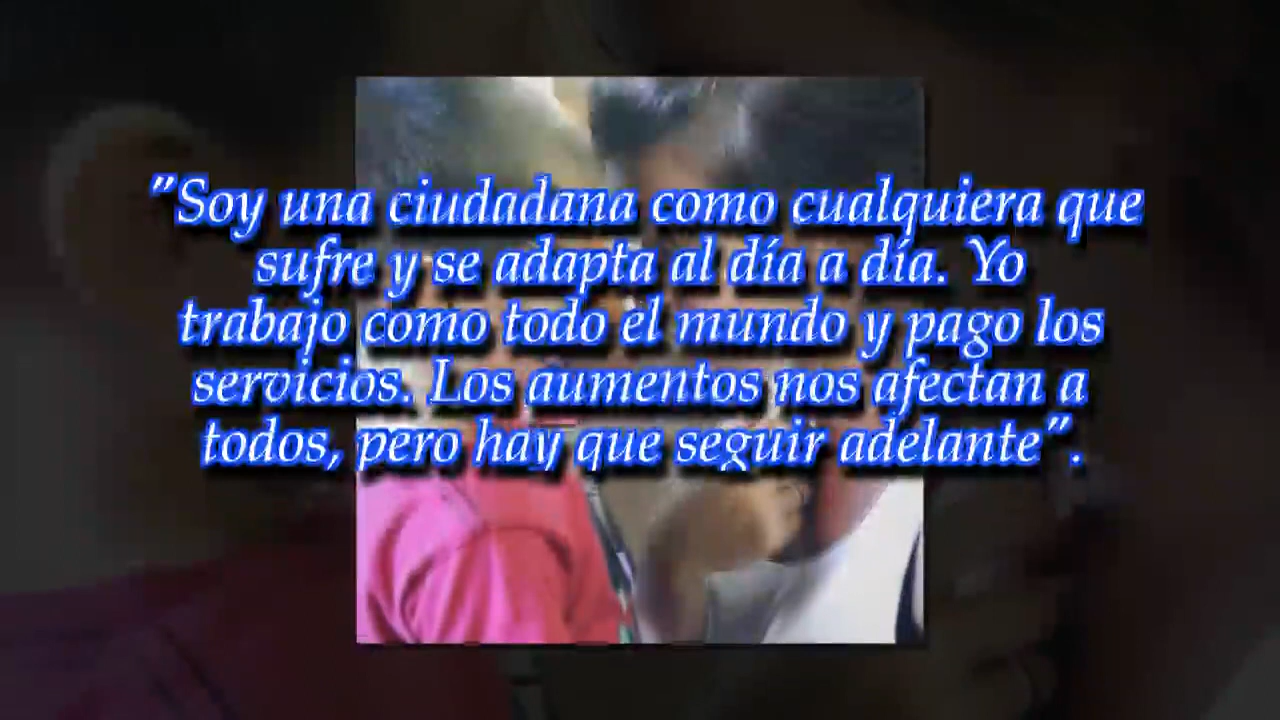 "Soy una ciudadana como cualquiera que
sufre y se adapta al día a día. Yo
trabajo como todo el mundo y pago los
servicios. Los aumentos nos afectan a
todos, pero hay que seguir adelante".